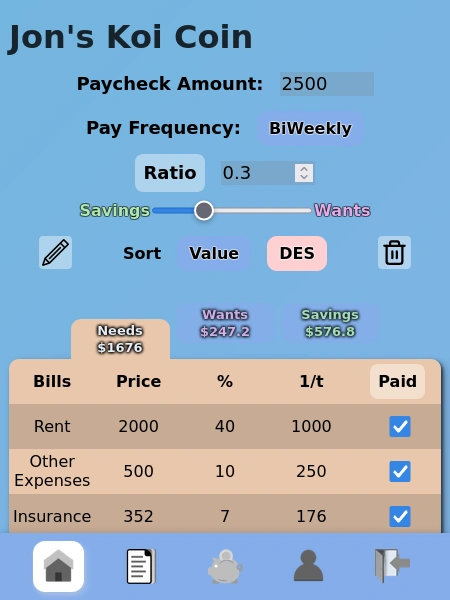 Jon's Koi Coin
Paycheck Amount: 2500
Pay Frequency: BiWeekly
Ratio 0.3
Savings Wants
Sort Value DES
Needs
$1676
Wants
$247.2
Savings
$576.8
Bills Price % 1/t Paid
Rent 2000 40 1000
Other
Expenses 500 10 250
Insurance 352 7 176